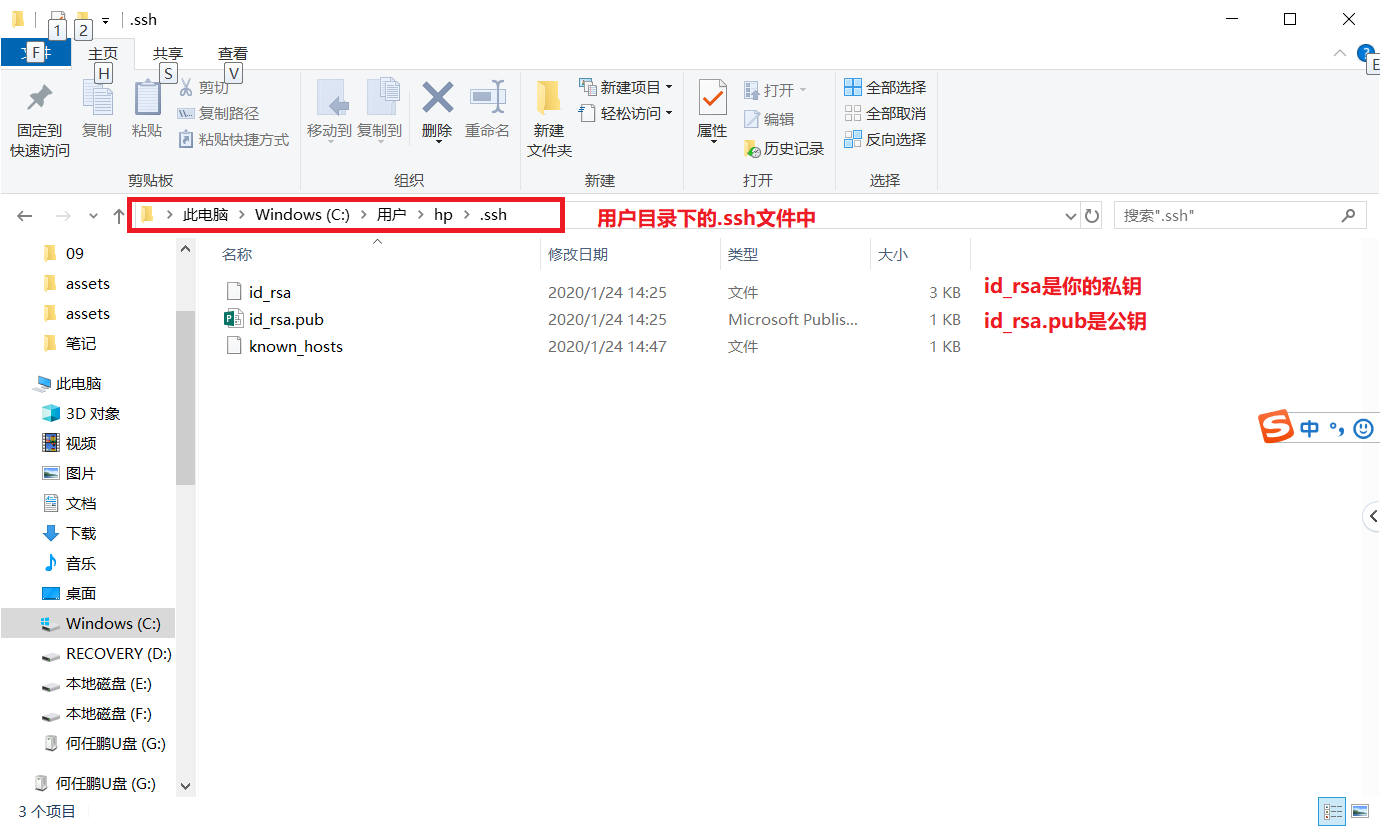 .ssh
1
2
文件
F
主页
共享
查看
H
S
V
E
固定到
快速访问
复制
粘贴
剪切
复制路径
粘贴快捷方式
剪贴板
移动到
复制到
删除
重命名
组织
新建
文件夹
新建项目
轻松访问
新建
属性
打开
编辑
历史记录
打开
全部选择
全部取消
反向选择
选择
此电脑 > Windows (C:) > 用户 > hp > .ssh
用户目录下的.ssh文件中
搜索".ssh"
名称 修改日期 类型 大小
id_rsa 2020/1/24 14:25 文件 3 KB
id_rsa.pub 2020/1/24 14:25 Microsoft Publis... 1 KB
known_hosts 2020/1/24 14:47 文件 1 KB
id_rsa是你的私钥
id_rsa.pub是公钥
09
assets
assets
笔记
此电脑
3D 对象
视频
图片
文档
下载
音乐
桌面
Windows (C:)
RECOVERY (D:)
本地磁盘 (E:)
本地磁盘 (F:)
何任鹏U盘 (G:)
何任鹏U盘 (G:)
S 中 °,
3 个项目